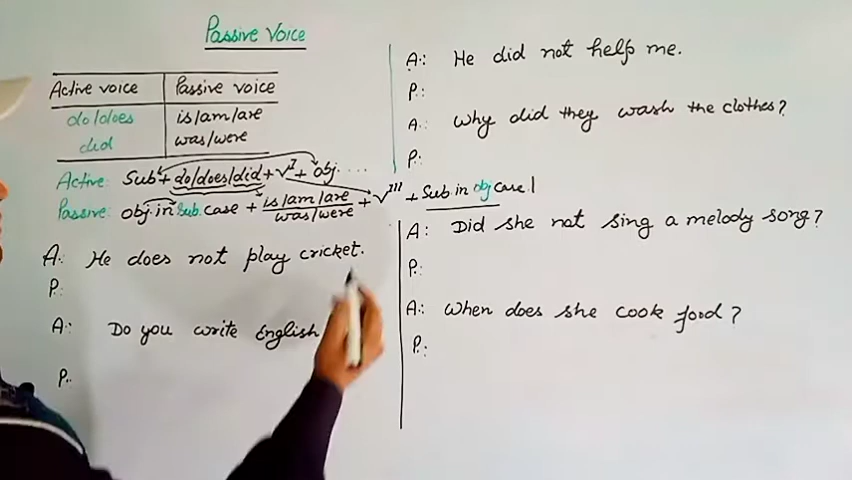 Passive Voice
Active voice Passive voice
do/does is/am/are
did was/were
Active: Sub + do/does/did + V^I + obj....
Passive: obj. in Sub. case + is/am/are + V^III + Sub. in obj case.
was/were
A: He does not play cricket.
P:
A: Do you write English
P:
A: He did not help me.
P:
A: Why did they wash the clothes?
P:
A: Did she not sing a melody song?
P:
A: When does she cook food?
P: